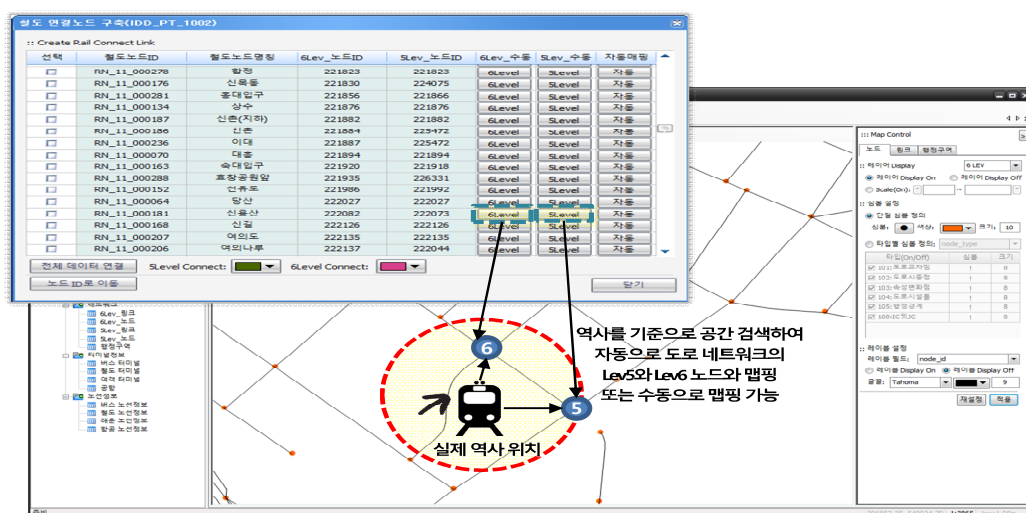 철도 연결노드 구축(IDD_PT_1002)
:: Create Rail Connect Link
선택 철도노드ID 철도노드명칭 6Lev_노드ID 5Lev_노드ID 6Lev_수동 5Lev_수동 자동매핑
RN_11_000278 합정 221823 221823 6Level 5Level 자동
RN_11_000176 신목동 221830 224075 6Level 5Level 자동
RN_11_000281 홍대입구 221856 221866 6Level 5Level 자동
RN_11_000134 상수 221876 221876 6Level 5Level 자동
RN_11_000187 신촌(지하) 221882 221882 6Level 5Level 자동
RN_11_000186 신촌 221884 225472 6Level 5Level 자동
RN_11_000236 이대 221887 225472 6Level 5Level 자동
RN_11_000070 대흥 221894 221894 6Level 5Level 자동
RN_11_000163 숙대입구 221920 221918 6Level 5Level 자동
RN_11_000288 효창공원앞 221935 226331 6Level 5Level 자동
RN_11_000152 선유도 221986 221992 6Level 5Level 자동
RN_11_000064 당산 222027 222027 6Level 5Level 자동
RN_11_000181 신용산 222082 222073 6Level 5Level 자동
RN_11_000168 신길 222126 222126 6Level 5Level 자동
RN_11_000207 여의도 222135 222135 6Level 5Level 자동
RN_11_000206 여의나루 222137 222044 6Level 5Level 자동
전체 데이터 연결 5Level Connect: 6Level Connect:
노드 ID로 이동 닫기
네트워크
6Lev_링크
6Lev_노드
5Lev_링크
5Lev_노드
행정구역
터미널정보
버스 터미널
철도 터미널
여객 터미널
공항
노선정보
버스 노선정보
철도 노선정보
해운 노선정보
항공 노선정보
준비
6
5
실제 역사 위치
역사를 기준으로 공간 검색하여
자동으로 도로 네트워크의
Lev5와 Lev6 노드와 맵핑
또는 수동으로 맵핑 가능
::: Map Control
노드 링크 행정구역
:: 레이어 Display 6 LEV
레이어 Display On 레이어 Display Off
Scale(On): ~
:: 심볼 설정
단일 심볼 정의
심볼: 색상: 크기: 10
타입별 심볼 정의: node_type
타입(On/Off) 심볼 크기
101:도로교차점 ! 8
102:도로시종점 ! 8
103:속성변화점 ! 8
104:도로시설물 ! 8
105:행정경계 ! 8
106:IC및JC ! 8
:: 레이블 설정
레이블 필드: node_id
레이블 Display On 레이블 Display Off
글꼴: Tahoma 9
재설정 적용